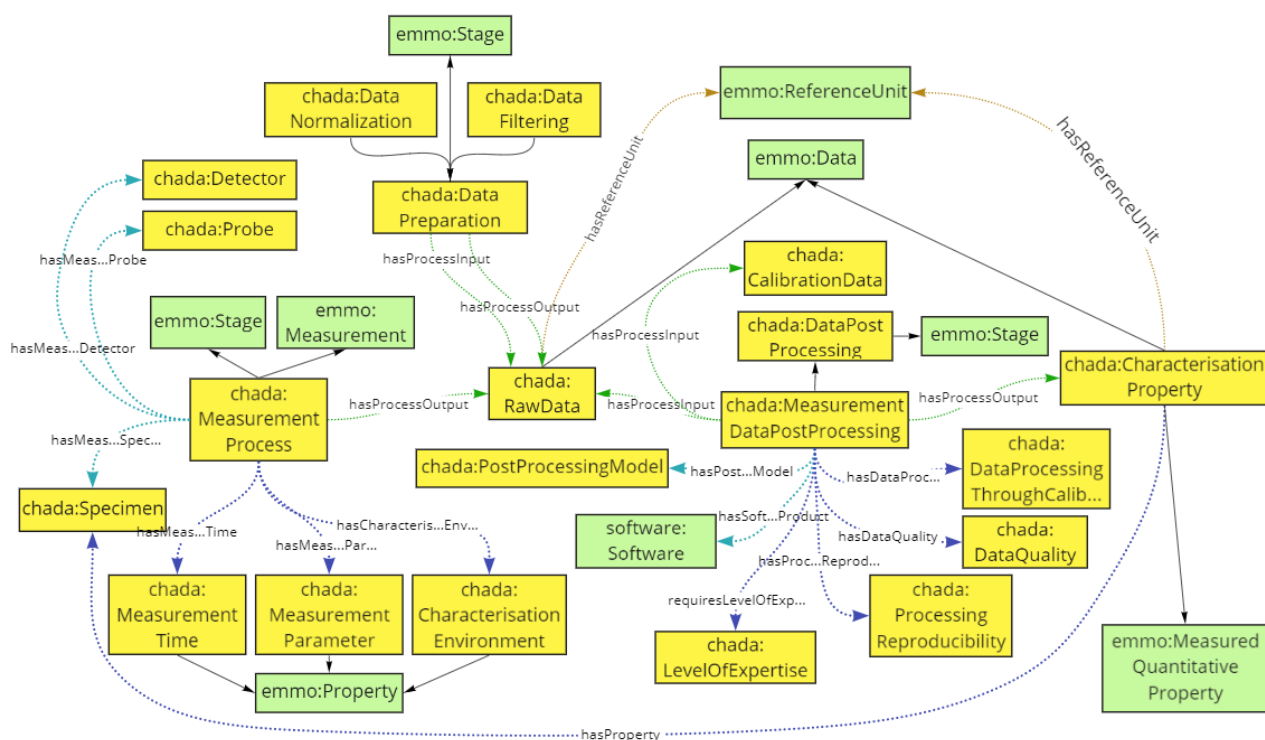 emmo:Stage
chada:Data
Normalization
chada:Data
Filtering
emmo:ReferenceUnit
hasReferenceUnit
hasReferenceUnit
emmo:Data
chada:Detector
chada:Data
Preparation
chada:Probe
hasMeas...Probe
hasProcessInput
chada:
CalibrationData
emmo:Stage
emmo:
Measurement
hasProcessOutput
hasProcessInput
chada:DataPost
Processing
emmo:Stage
hasMeas...Detector
chada:
Measurement
Process
hasProcessOutput
chada:
RawData
hasProcessInput
chada:Measurement
DataPostProcessing
hasProcessOutput
chada:Characterisation
Property
hasMeas...Spec...
chada:PostProcessingModel
hasPost...Model
hasDataProc...
chada:
DataProcessing
ThroughCalib...
chada:Specimen
hasMeas...Time
hasCharacteris...Env...
hasMeas...Par...
software:
Software
hasSoft...Product
hasDataQuality
chada:
DataQuality
hasProc...Reprod...
chada:
Measurement
Time
chada:
Measurement
Parameter
chada:
Characterisation
Environment
requiresLevelOfExp...
chada:
Processing
Reproducibility
chada:
LevelOfExpertise
emmo:Measured
Quantitative
Property
emmo:Property
hasProperty